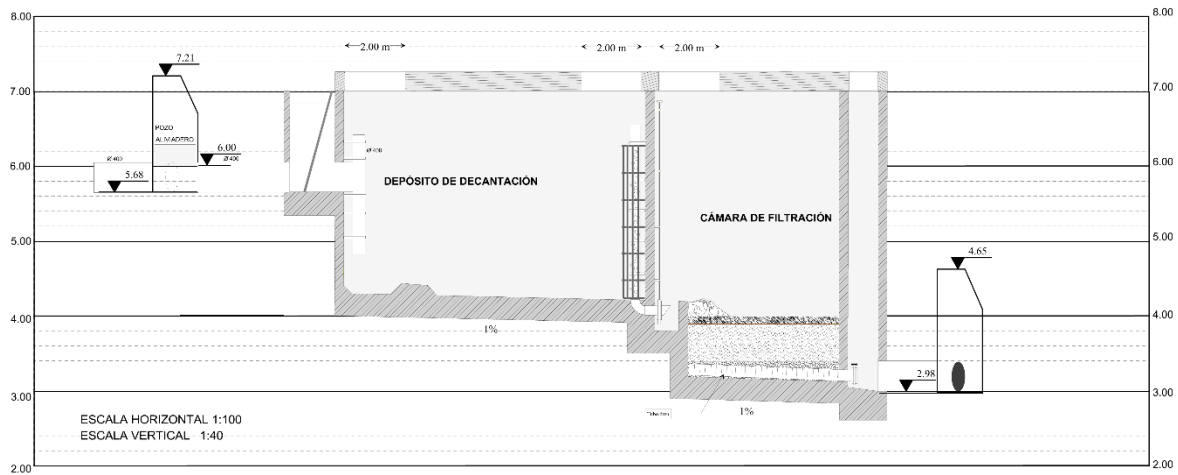 8.00
8.00
2.00 m
2.00 m
2.00 m
7.21
7.00
7.00
POZO
ALIVIADERO
6.00
Ø 400
Ø 400
Ø 400
6.00
6.00
5.68
DEPÓSITO DE DECANTACIÓN
CÁMARA DE FILTRACIÓN
5.00
5.00
4.65
4.00
4.00
1%
2.98
3.00
3.00
1%
ESCALA HORIZONTAL 1:100
ESCALA VERTICAL 1:40
2.00
2.00